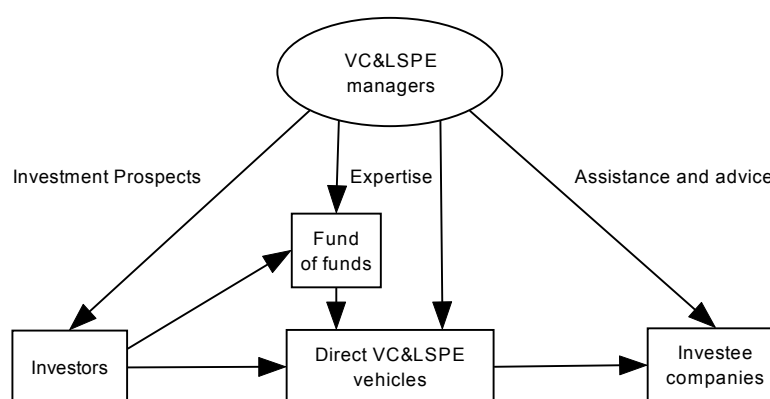 VC&LSPE
managers
Investment Prospects
Expertise
Assistance and advice
Fund
of funds
Investors
Direct VC&LSPE
vehicles
Investee
companies